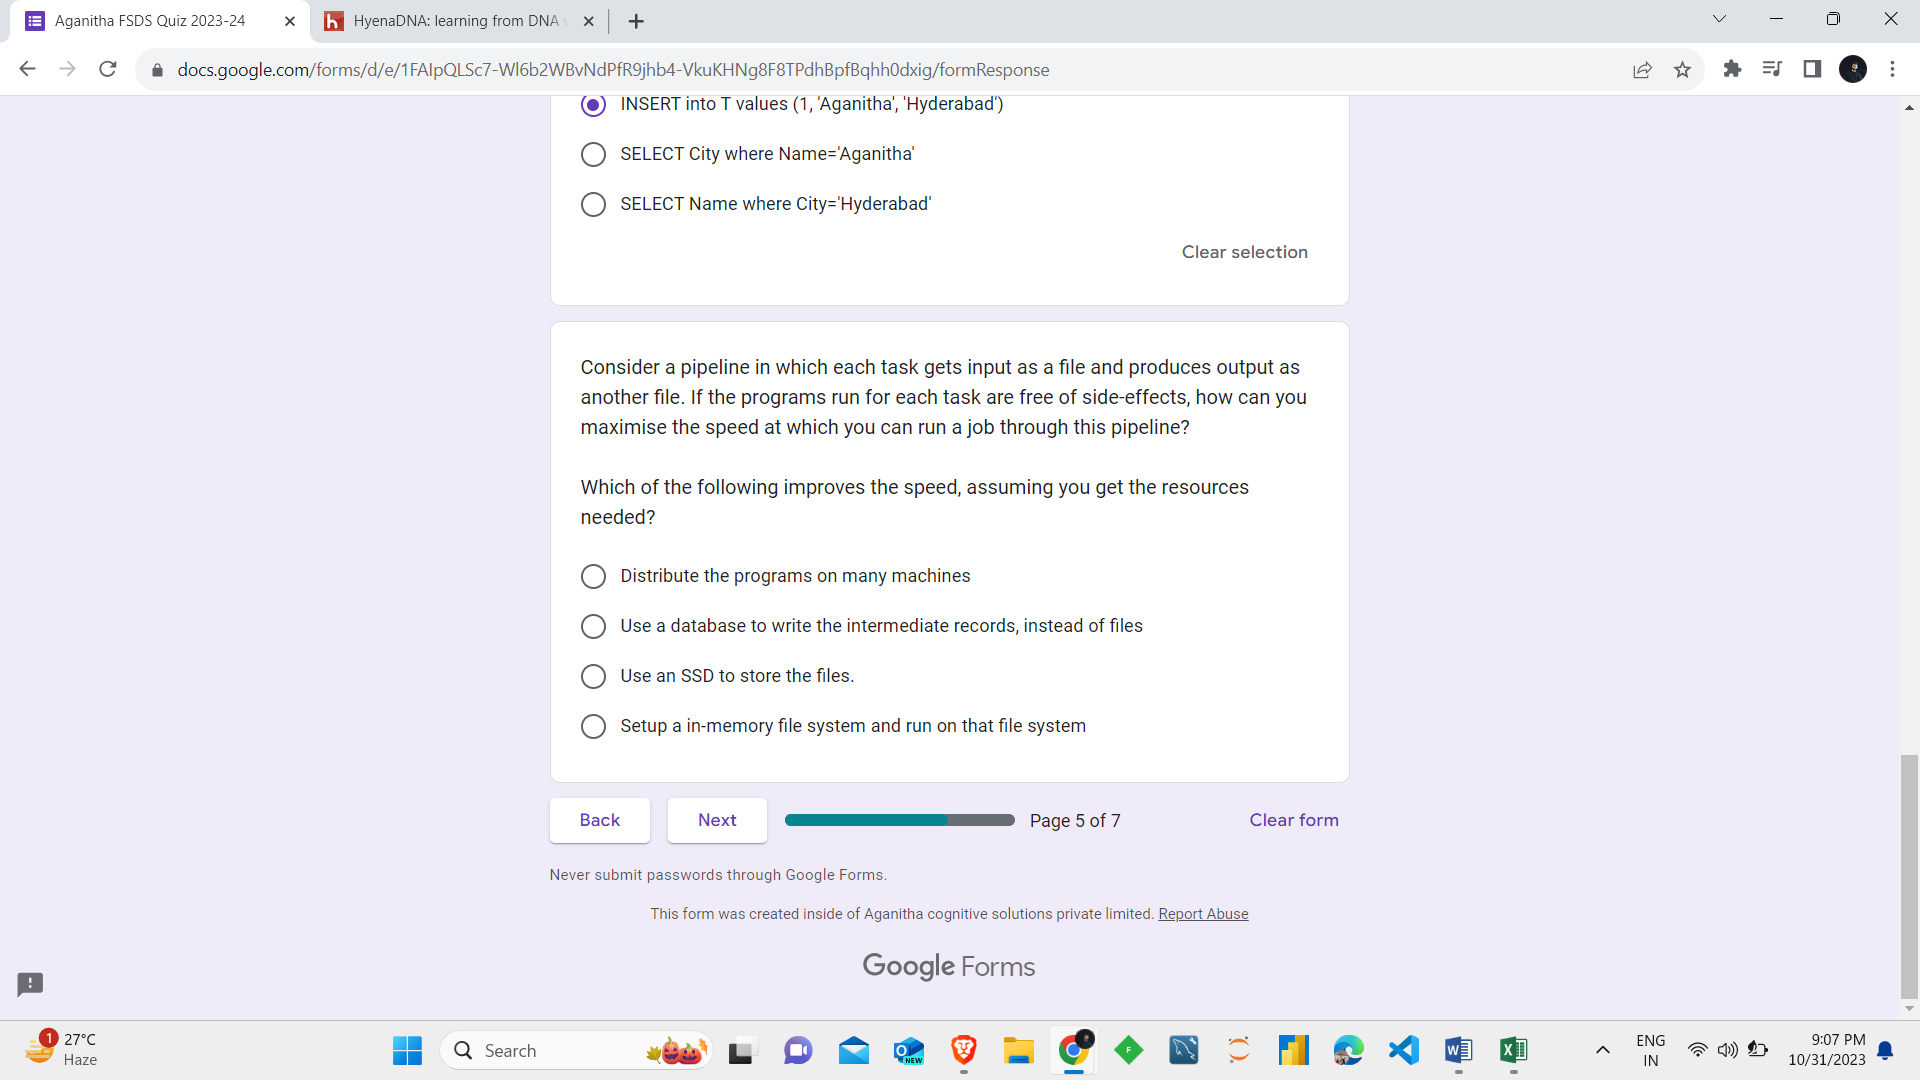 Aganitha FSDS Quiz 2023-24
HyenaDNA: learning from DNA
docs.google.com/forms/d/e/1FAIpQLSc7-Wl6b2WBvNdPfR9jhb4-VkuKHNg8F8TPdhBpfBqhh0dxig/formResponse
INSERT into T values (1, 'Aganitha', 'Hyderabad')
SELECT City where Name='Aganitha'
SELECT Name where City='Hyderabad'
Clear selection
Consider a pipeline in which each task gets input as a file and produces output as
another file. If the programs run for each task are free of side-effects, how can you
maximise the speed at which you can run a job through this pipeline?
Which of the following improves the speed, assuming you get the resources
needed?
Distribute the programs on many machines
Use a database to write the intermediate records, instead of files
Use an SSD to store the files.
Setup a in-memory file system and run on that file system
Back
Next
Page 5 of 7
Clear form
Never submit passwords through Google Forms.
This form was created inside of Aganitha cognitive solutions private limited. Report Abuse
Google Forms
1
27°C
Haze
Search
NEW
ENG
IN
9:07 PM
10/31/2023